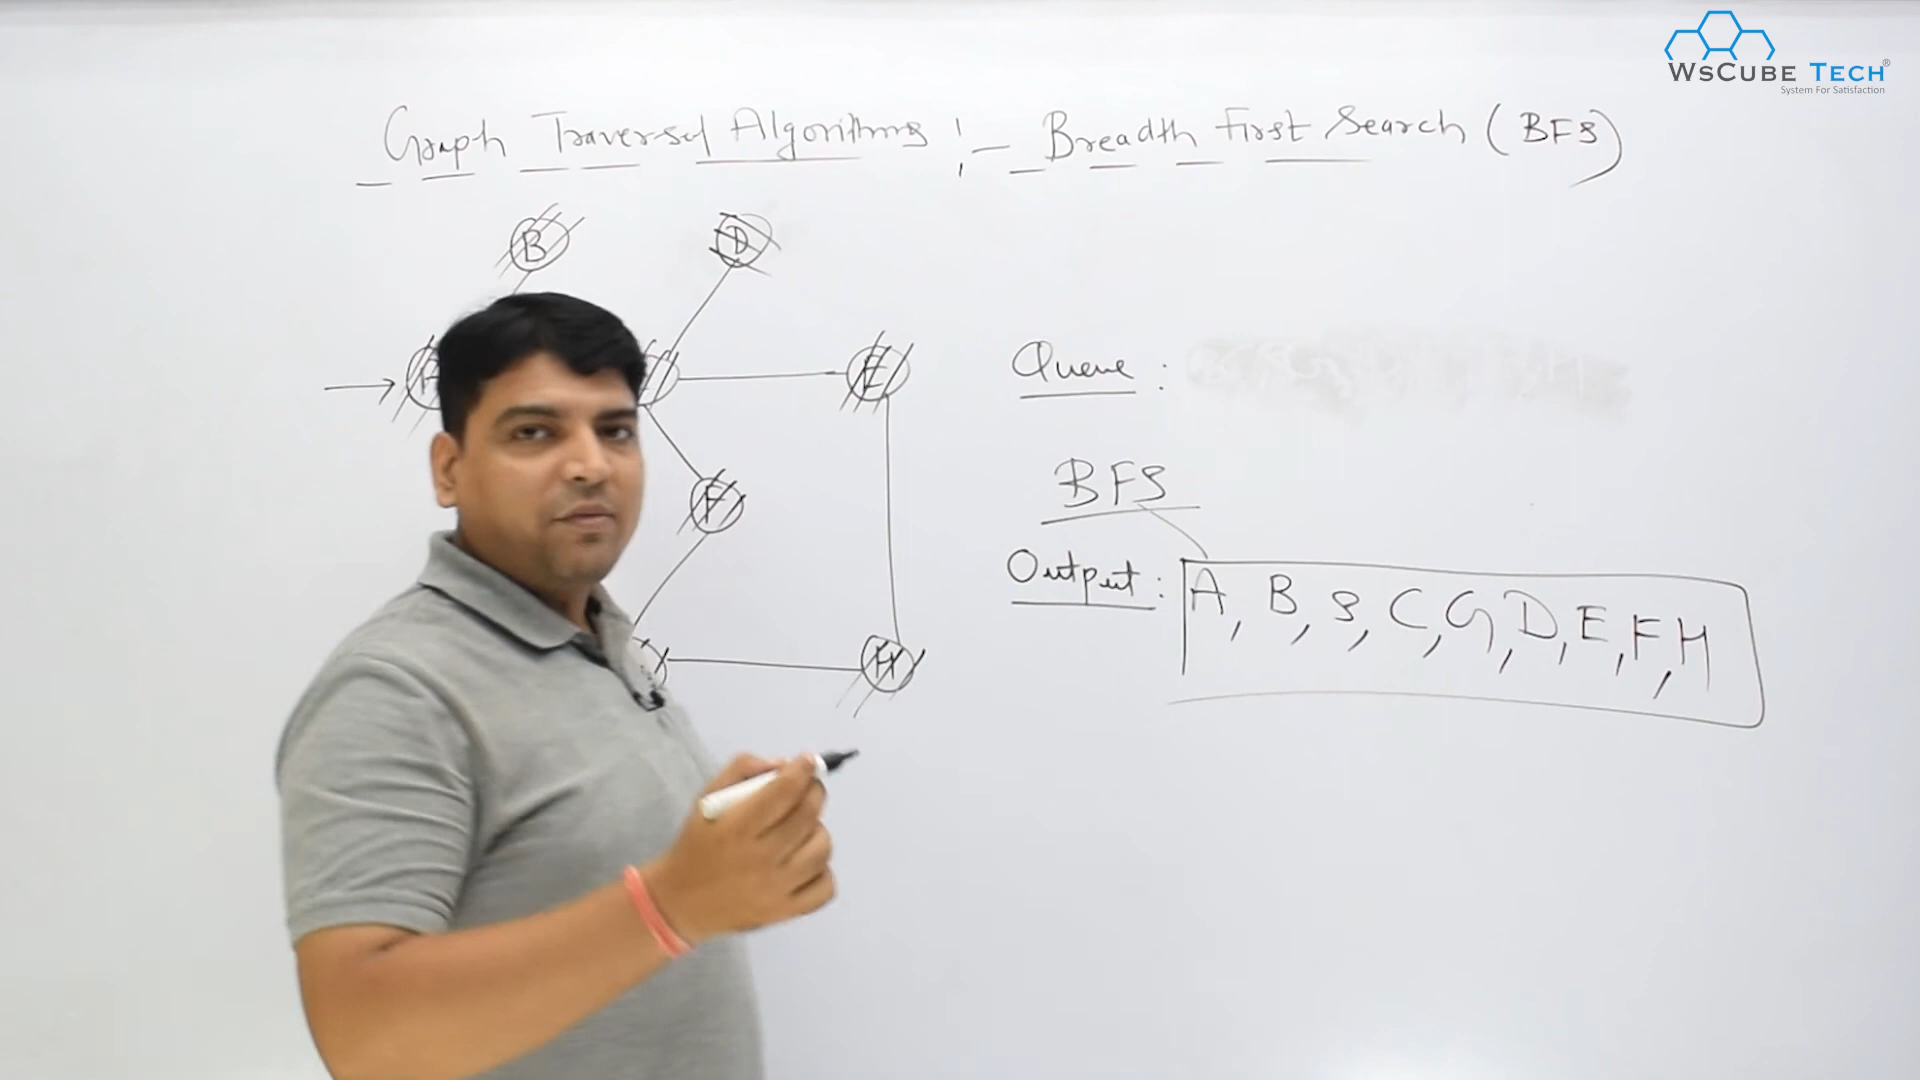 WsCube Tech®
System For Satisfaction
Graph Traversal Algorithms :- Breadth First Search (BFS)
B
D
E
F
H
Queue :
BFS
Output : A, B, S, C, G, D, E, F, H